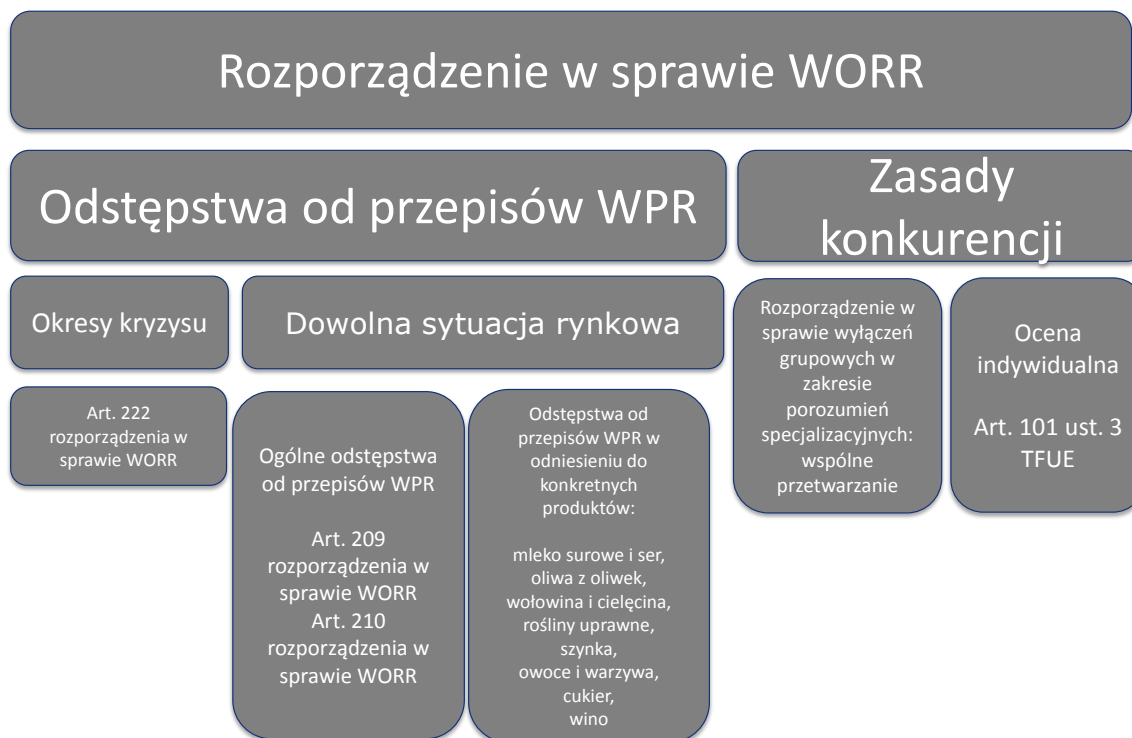 Rozporządzenie w sprawie WORR
Odstępstwa od przepisów WPR
Zasady
konkurencji
Okresy kryzysu
Dowolna sytuacja rynkowa
Art. 222
rozporządzenia w
sprawie WORR
Ogólne odstępstwa
od przepisów WPR
Art. 209
rozporządzenia w
sprawie WORR
Art. 210
rozporządzenia w
sprawie WORR
Odstępstwa od
przepisów WPR w
odniesieniu do
konkretnych
produktów:
mleko surowe i ser,
oliwa z oliwek,
wołowina i cielęcina,
rośliny uprawne,
szynka,
owoce i warzywa,
cukier,
wino
Rozporządzenie w
sprawie wyłączeń
grupowych w
zakresie
porozumień
specjalizacyjnych:
wspólne
przetwarzanie
Ocena
indywidualna
Art. 101 ust. 3
TFUE